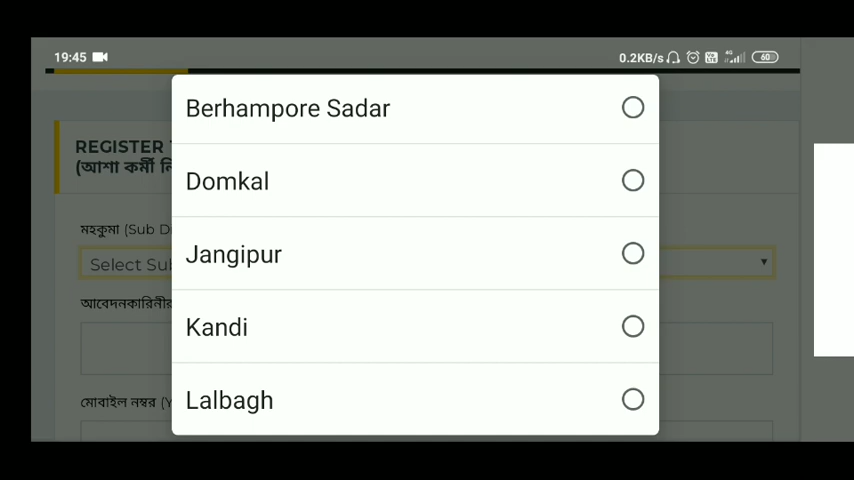 19:45
0.2KB/s 4G 60
Berhampore Sadar
REGISTER
(আশা কর্মী
Domkal
মহকুমা (Sub
Jangipur
Select
আবেদনকারিনীর
Kandi
Lalbagh
মোবাইল নম্বর